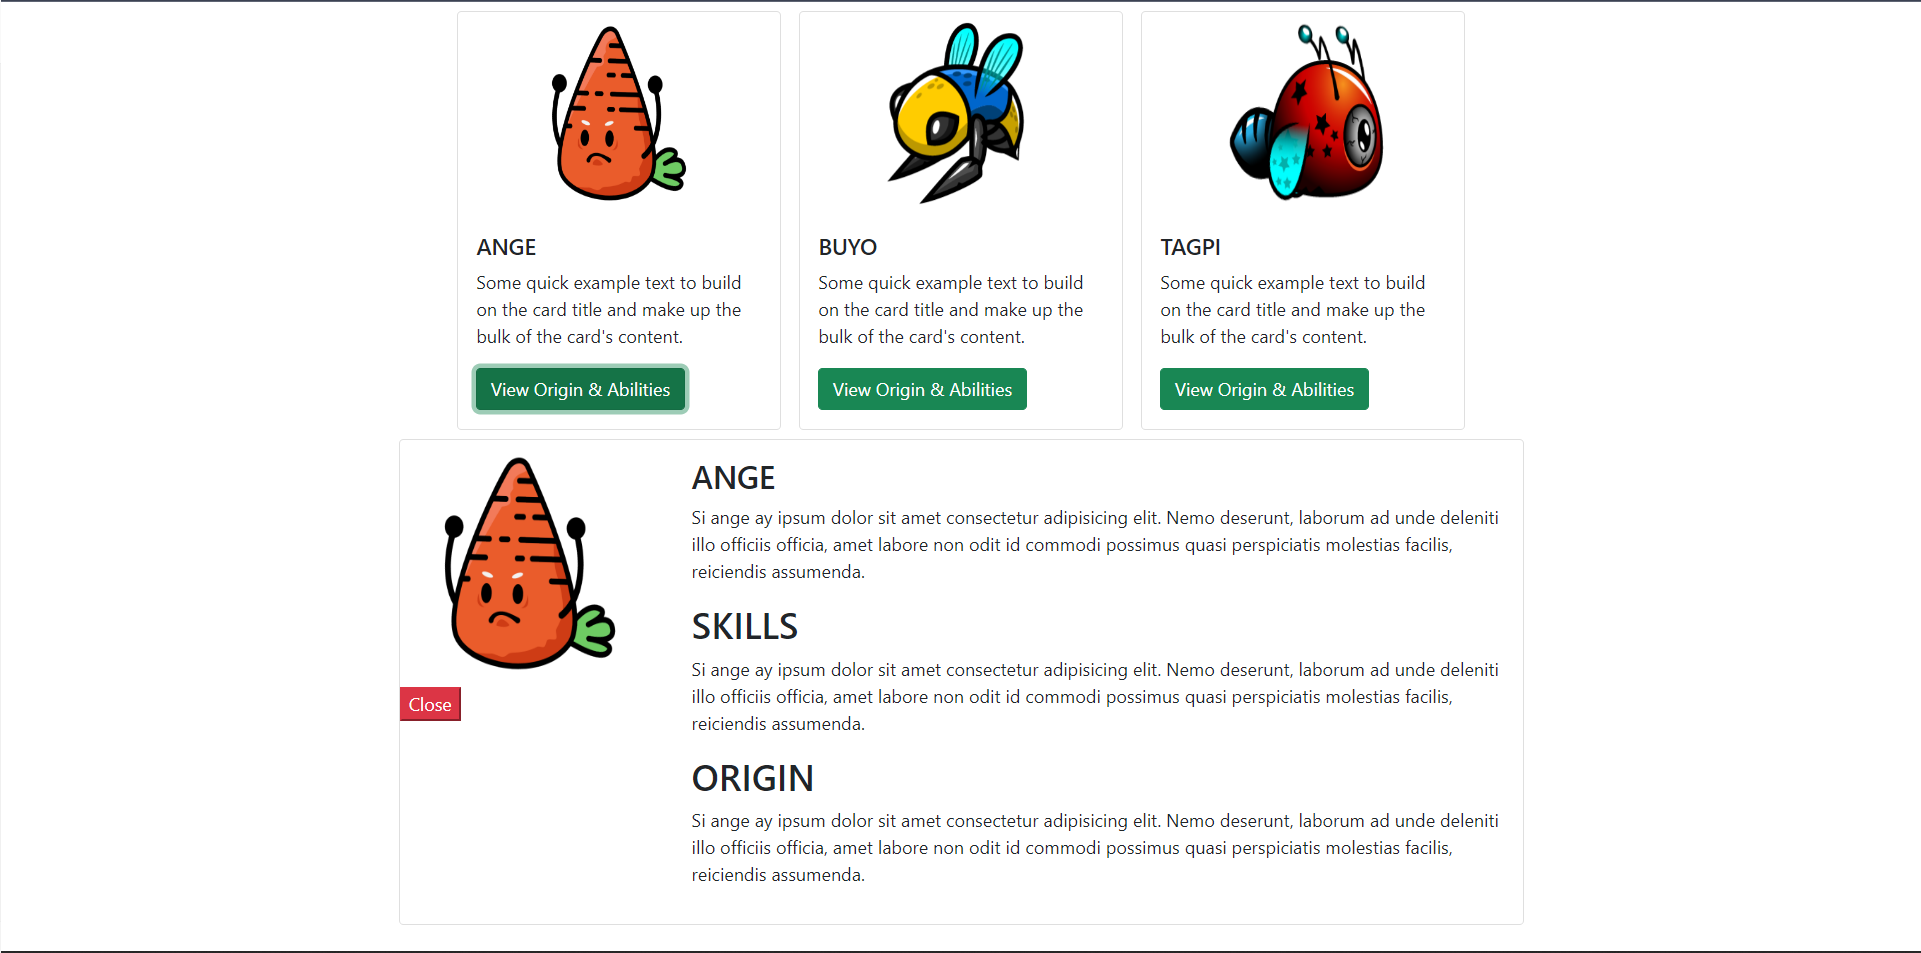 ANGE
Some quick example text to build
on the card title and make up the
bulk of the card's content.
View Origin & Abilities
BUYO
Some quick example text to build
on the card title and make up the
bulk of the card's content.
View Origin & Abilities
TAGPI
Some quick example text to build
on the card title and make up the
bulk of the card's content.
View Origin & Abilities
Close
ANGE
Si ange ay ipsum dolor sit amet consectetur adipisicing elit. Nemo deserunt, laborum ad unde deleniti
illo officiis officia, amet labore non odit id commodi possimus quasi perspiciatis molestias facilis,
reiciendis assumenda.
SKILLS
Si ange ay ipsum dolor sit amet consectetur adipisicing elit. Nemo deserunt, laborum ad unde deleniti
illo officiis officia, amet labore non odit id commodi possimus quasi perspiciatis molestias facilis,
reiciendis assumenda.
ORIGIN
Si ange ay ipsum dolor sit amet consectetur adipisicing elit. Nemo deserunt, laborum ad unde deleniti
illo officiis officia, amet labore non odit id commodi possimus quasi perspiciatis molestias facilis,
reiciendis assumenda.